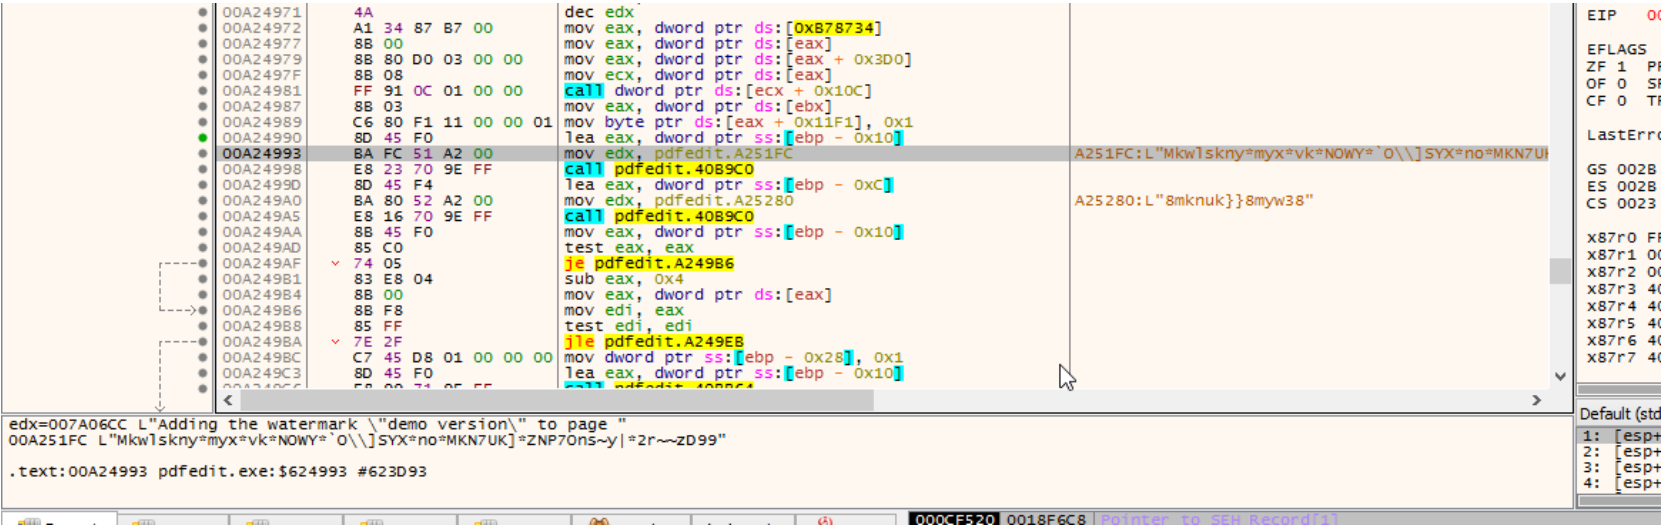 00A24971 4A dec edx
00A24972 A1 34 87 B7 00 mov eax, dword ptr ds:[0xB78734]
00A24977 8B 00 mov eax, dword ptr ds:[eax]
00A24979 8B 80 D0 03 00 00 mov eax, dword ptr ds:[eax + 0x3D0]
00A2497F 8B 08 mov ecx, dword ptr ds:[eax]
00A24981 FF 91 0C 01 00 00 call dword ptr ds:[ecx + 0x10C]
00A24987 8B 03 mov eax, dword ptr ds:[ebx]
00A24989 C6 80 F1 11 00 00 01 mov byte ptr ds:[eax + 0x11F1], 0x1
00A24990 8D 45 F0 lea eax, dword ptr ss:[ebp - 0x10]
00A24993 BA FC 51 A2 00 mov edx, pdfedit.A251FC A251FC:L"Mkwlskny*myx*vk*NOWY*`O\\]SYX*no*MKN7UK
00A24998 E8 23 70 9E FF call pdfedit.40B9C0
00A2499D 8D 45 F4 lea eax, dword ptr ss:[ebp - 0xC]
00A249A0 BA 80 52 A2 00 mov edx, pdfedit.A25280 A25280:L"8mknuk}}8myw38"
00A249A5 E8 16 70 9E FF call pdfedit.40B9C0
00A249AA 8B 45 F0 mov eax, dword ptr ss:[ebp - 0x10]
00A249AD 85 C0 test eax, eax
00A249AF 74 05 je pdfedit.A249B6
00A249B1 83 E8 04 sub eax, 0x4
00A249B4 8B 00 mov eax, dword ptr ds:[eax]
00A249B6 8B F8 mov edi, eax
00A249B8 85 FF test edi, edi
00A249BA 7E 2F jle pdfedit.A249EB
00A249BC C7 45 D8 01 00 00 00 mov dword ptr ss:[ebp - 0x28], 0x1
00A249C3 8D 45 F0 lea eax, dword ptr ss:[ebp - 0x10]
EIP
EFLAGS
ZF 1
OF 0
CF 0
LastErro
GS 002B
ES 002B
CS 0023
x87r0
x87r1
x87r2
x87r3
x87r4
x87r5
x87r6
x87r7
edx=007A06CC L"Adding the watermark \"demo version\" to page "
00A251FC L"Mkwlskny*myx*vk*NOWY*`O\\]SYX*no*MKN7UK]*ZNP7Ons~y|*2r~~zD99"
.text:00A24993 pdfedit.exe:$624993 #623D93
Default (std
1: [esp+
2: [esp+
3: [esp+
4: [esp+
000CF520 0018F6C8 Pointer to SEH_Record[1]